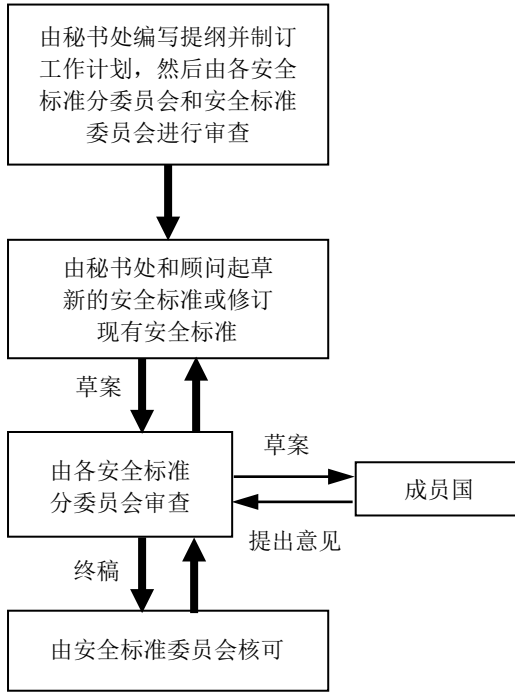 由秘书处编写提纲并制订
工作计划，然后由各安全
标准分委员会和安全标准
委员会进行审查
由秘书处和顾问起草
新的安全标准或修订
现有安全标准
草案
由各安全标准
分委员会审查
草案
提出意见
成员国
终稿
由安全标准委员会核可